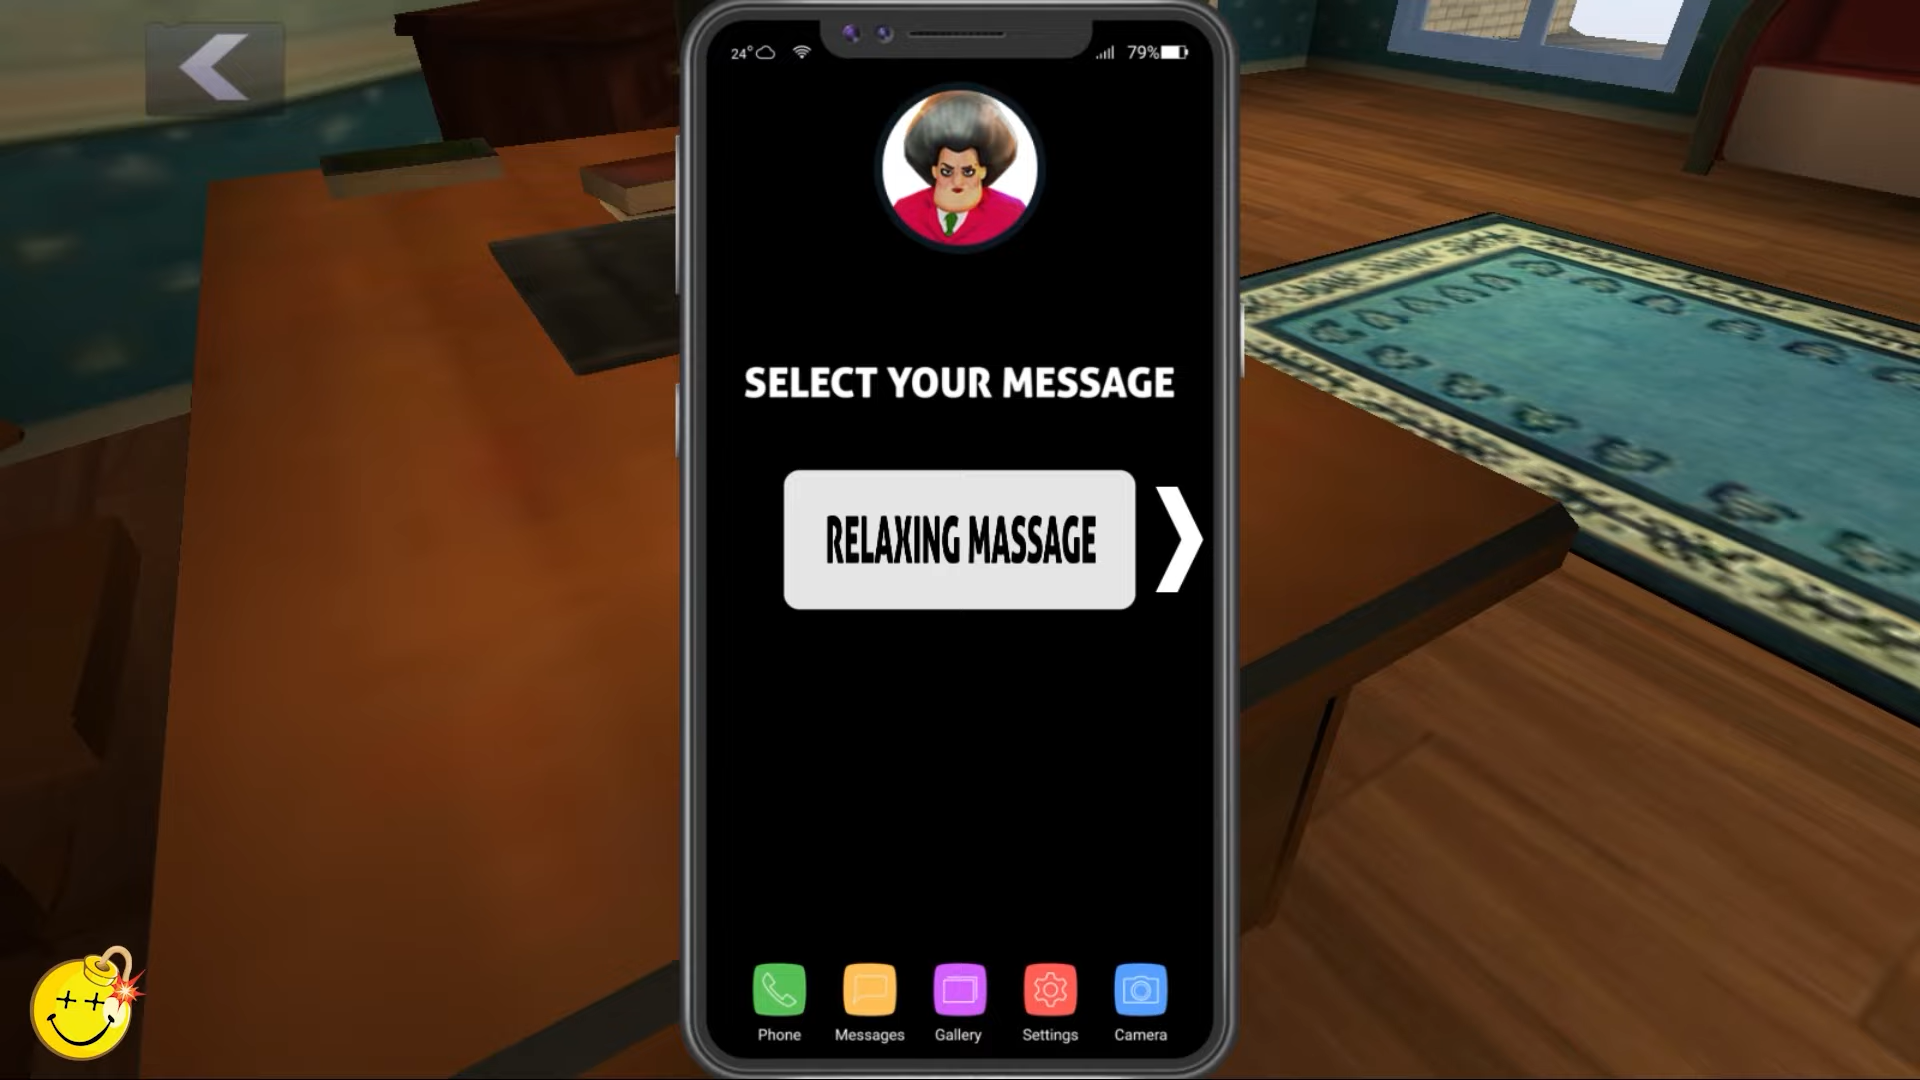 24°
79%
SELECT YOUR MESSAGE
RELAXING MASSAGE
Phone
Messages
Gallery
Settings
Camera